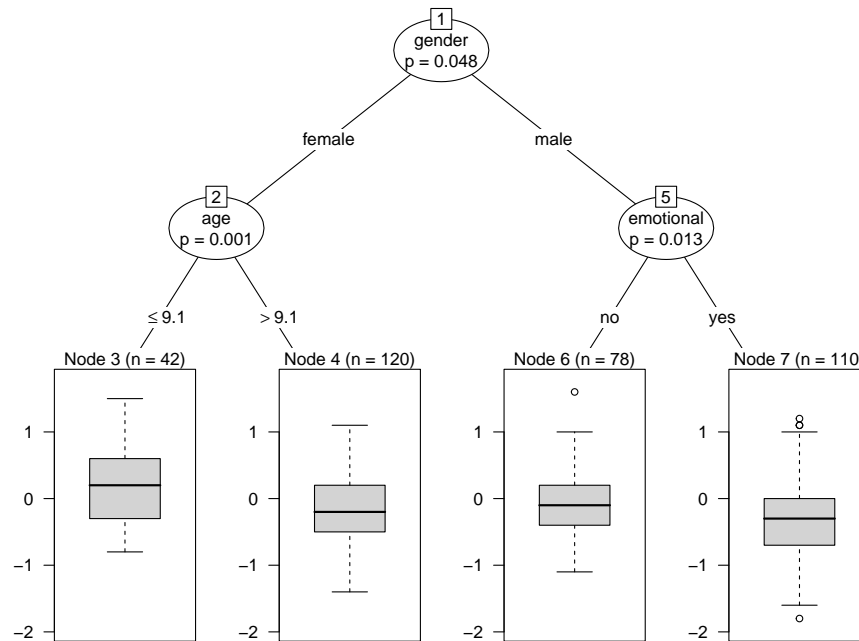 1
gender
p = 0.048
female
male
2
age
p = 0.001
5
emotional
p = 0.013
≤ 9.1
> 9.1
no
yes
Node 3 (n = 42)
Node 4 (n = 120)
Node 6 (n = 78)
Node 7 (n = 110)
1
0
−1
−2
1
0
−1
−2
1
0
−1
−2
1
0
−1
−2